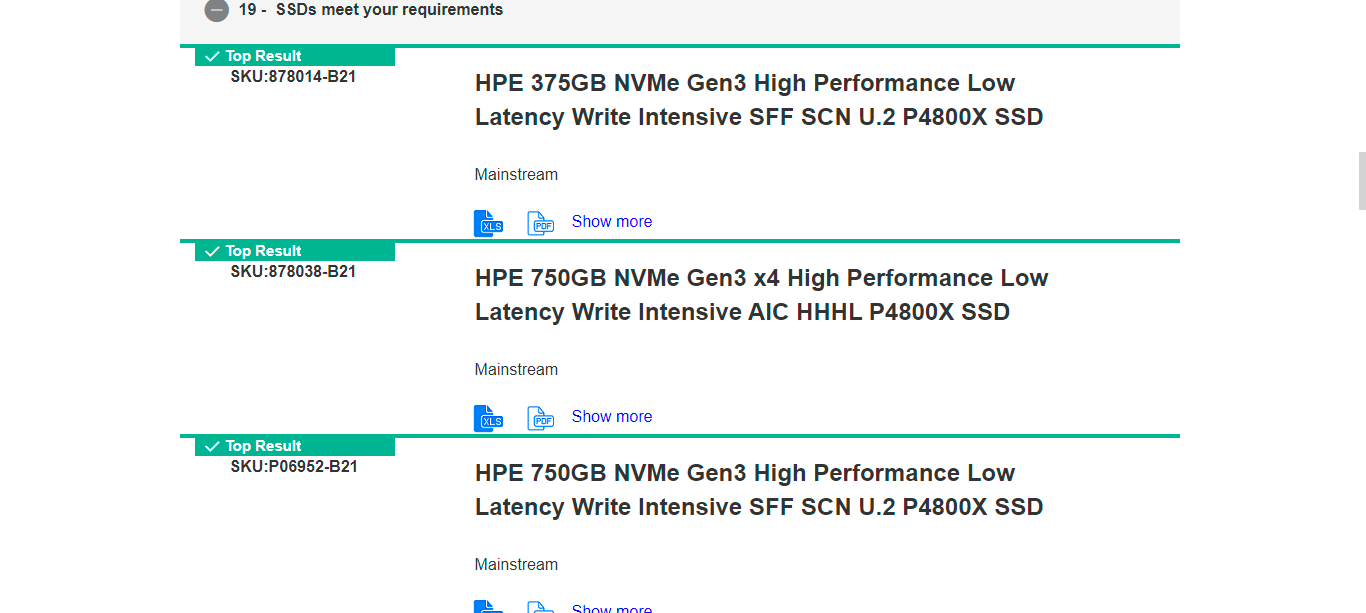 19 -  SSDs meet your requirements
Top Result
SKU:878014-B21
HPE 375GB NVMe Gen3 High Performance Low
Latency Write Intensive SFF SCN U.2 P4800X SSD
Mainstream
XLS PDF Show more
Top Result
SKU:878038-B21
HPE 750GB NVMe Gen3 x4 High Performance Low
Latency Write Intensive AIC HHHL P4800X SSD
Mainstream
XLS PDF Show more
Top Result
SKU:P06952-B21
HPE 750GB NVMe Gen3 High Performance Low
Latency Write Intensive SFF SCN U.2 P4800X SSD
Mainstream
Show more